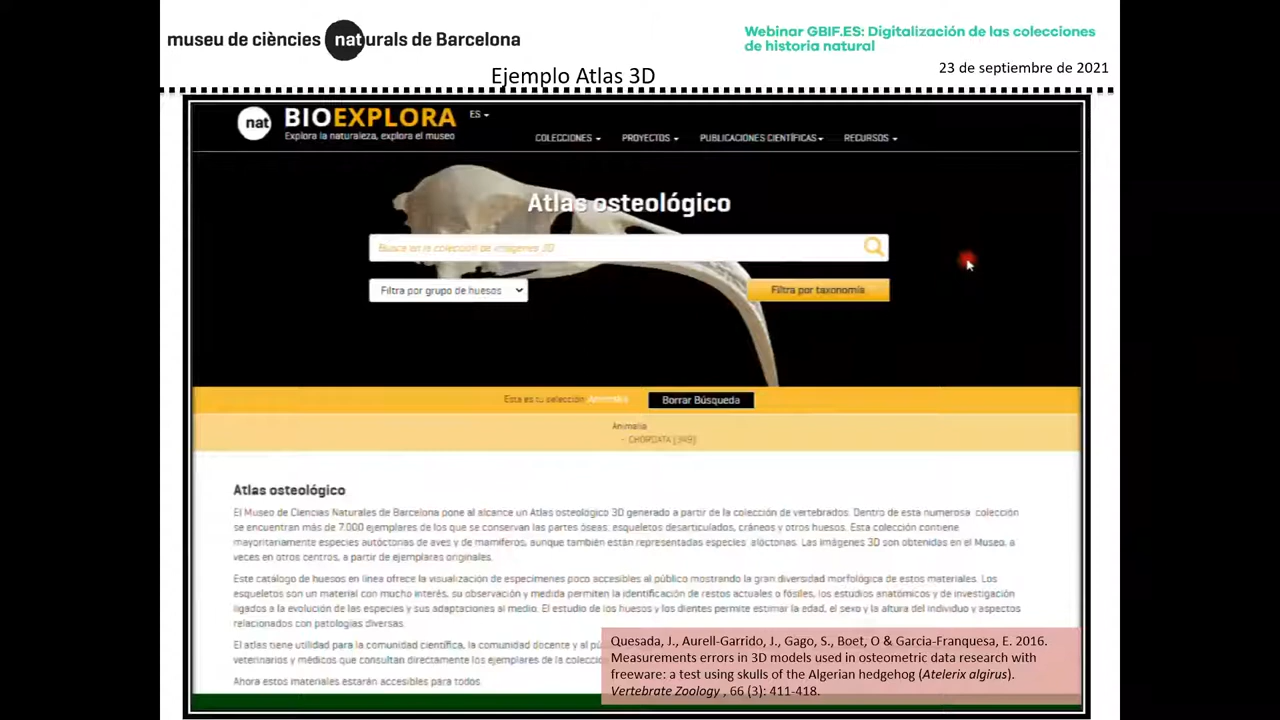 museu de ciències naturals de Barcelona
Webinar GBIF.ES: Digitalización de las colecciones
de historia natural
23 de septiembre de 2021
Ejemplo Atlas 3D
nat
BIOEXPLORA
Explora la naturaleza, explora el museo
ES
COLECCIONES
PROYECTOS
PUBLICACIONES CIENTÍFICAS
RECURSOS
Atlas osteológico
Busca en la colección de imágenes 3D
Filtra por grupo de huesos
Filtra por taxonomía
Esta es tu selección: Animalia
Borrar Búsqueda
Animalia
- CHORDATA [349]
Atlas osteológico
El Museo de Ciencias Naturales de Barcelona pone al alcance un Atlas osteológico 3D generado a partir de la colección de vertebrados. Dentro de esta numerosa colección
se encuentran más de 7.000 ejemplares de los que se conservan las partes óseas, esqueletos desarticulados, cráneos y otros huesos. Esta colección contiene
mayoritariamente especies autóctonas de aves y de mamíferos, aunque también están representadas especies alóctonas. Las imágenes 3D son obtenidas en el Museo, a
veces en otros centros, a partir de ejemplares originales.
Este catálogo de huesos en línea ofrece la visualización de especímenes poco accesibles al público mostrando la gran diversidad morfológica de estos materiales. Los
esqueletos son un material con mucho interés, su observación y medida permiten la identificación de restos actuales o fósiles, los estudios anatómicos y de investigación
ligados a la evolución de las especies y sus adaptaciones al medio. El estudio de los huesos y los dientes permite estimar la edad, el sexo y la altura del individuo y aspectos
relacionados con patologías diversas.
El atlas tiene utilidad para la comunidad científica, la comunidad docente y al
veterinarios y médicos que consultan directamente los ejemplares de la
Ahora estos materiales estarán accesibles para todos.
Quesada, J., Aurell-Garrido, J., Gago, S., Boet, O & Garcia-Franquesa, E. 2016.
Measurements errors in 3D models used in osteometric data research with
freeware: a test using skulls of the Algerian hedgehog (Atelerix algirus).
Vertebrate Zoology , 66 (3): 411-418.